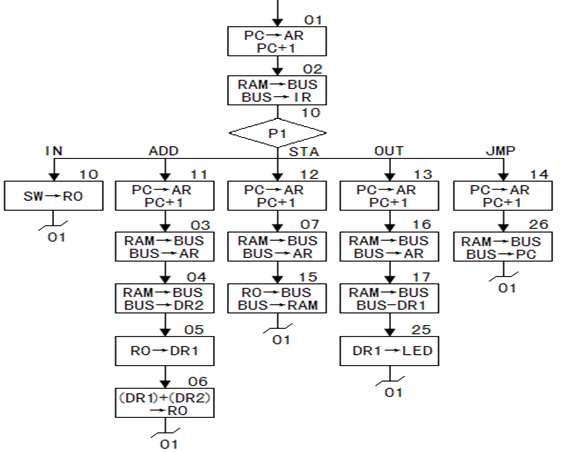 01
PC→AR
PC+1
02
RAM→BUS
BUS→IR
10
P1
IN ADD STA OUT JMP
10 11 12 13 14
SW→RO PC→AR PC→AR PC→AR PC→AR
PC+1 PC+1 PC+1 PC+1
01 03 07 16 26
RAM→BUS RAM→BUS RAM→BUS RAM→BUS
BUS→AR BUS→AR BUS→AR BUS→PC
04 15 17 01
RAM→BUS RO→BUS RAM→BUS
BUS→DR2 BUS→RAM BUS-DR1
05 01 25
RO→DR1 DR1→LED
06 01
(DR1)+(DR2)
→RO
01